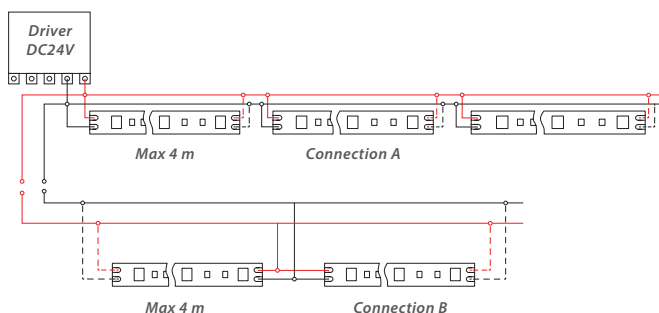 Driver
DC24V
Max 4 m
Connection A
Max 4 m
Connection B